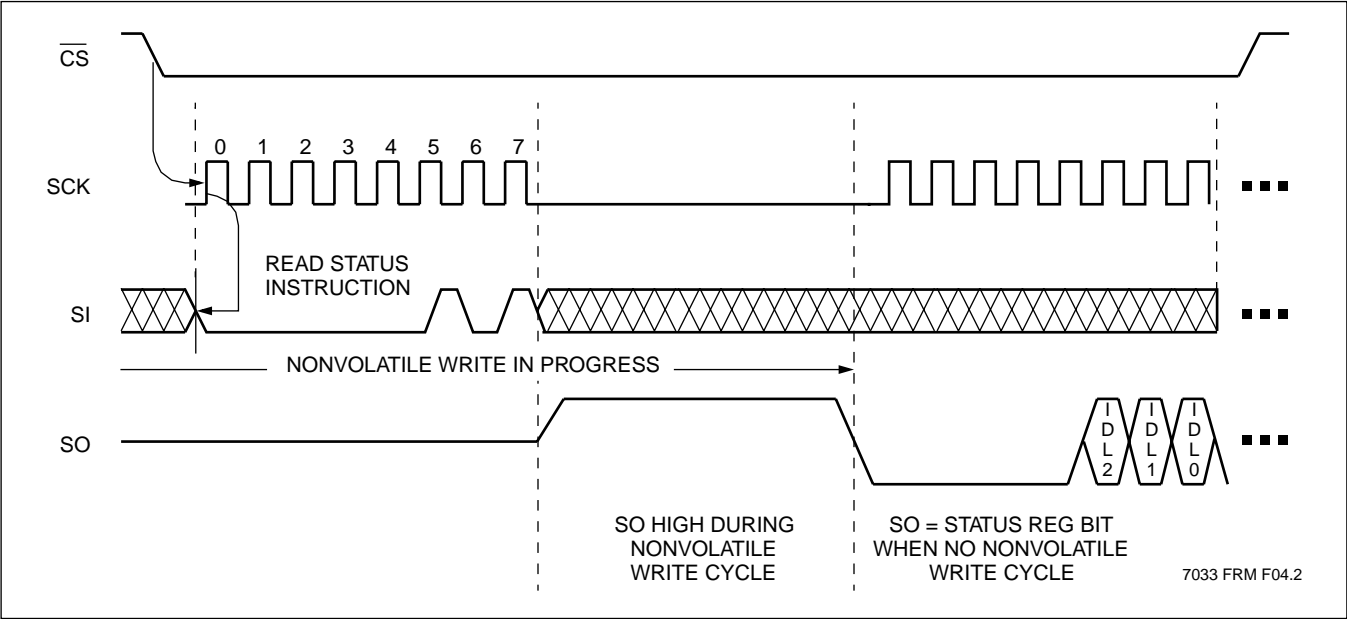 CS
0 1 2 3 4 5 6 7
SCK
READ STATUS
INSTRUCTION
SI
NONVOLATILE WRITE IN PROGRESS
SO
IDL2 IDL1 IDL0
SO HIGH DURING
NONVOLATILE
WRITE CYCLE
SO = STATUS REG BIT
WHEN NO NONVOLATILE
WRITE CYCLE
7033 FRM F04.2